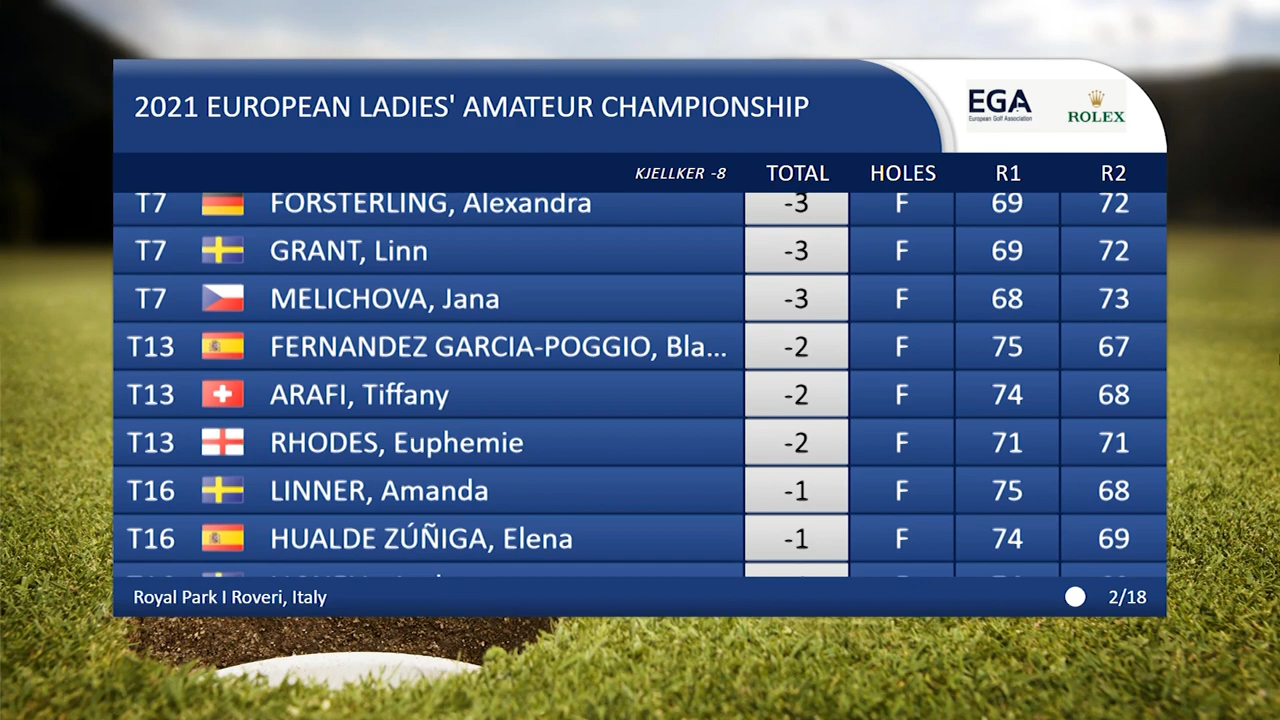 2021 EUROPEAN LADIES' AMATEUR CHAMPIONSHIP
EGA
European Golf Association
ROLEX
KJELLKER -8 TOTAL HOLES R1 R2
T7 FÖRSTERLING, Alexandra -3 F 69 72
T7 GRANT, Linn -3 F 69 72
T7 MELICHOVA, Jana -3 F 68 73
T13 FERNANDEZ GARCIA-POGGIO, Bla... -2 F 75 67
T13 ARAFI, Tiffany -2 F 74 68
T13 RHODES, Euphemie -2 F 71 71
T16 LINNER, Amanda -1 F 75 68
T16 HUALDE ZÚÑIGA, Elena -1 F 74 69
Royal Park I Roveri, Italy 2/18